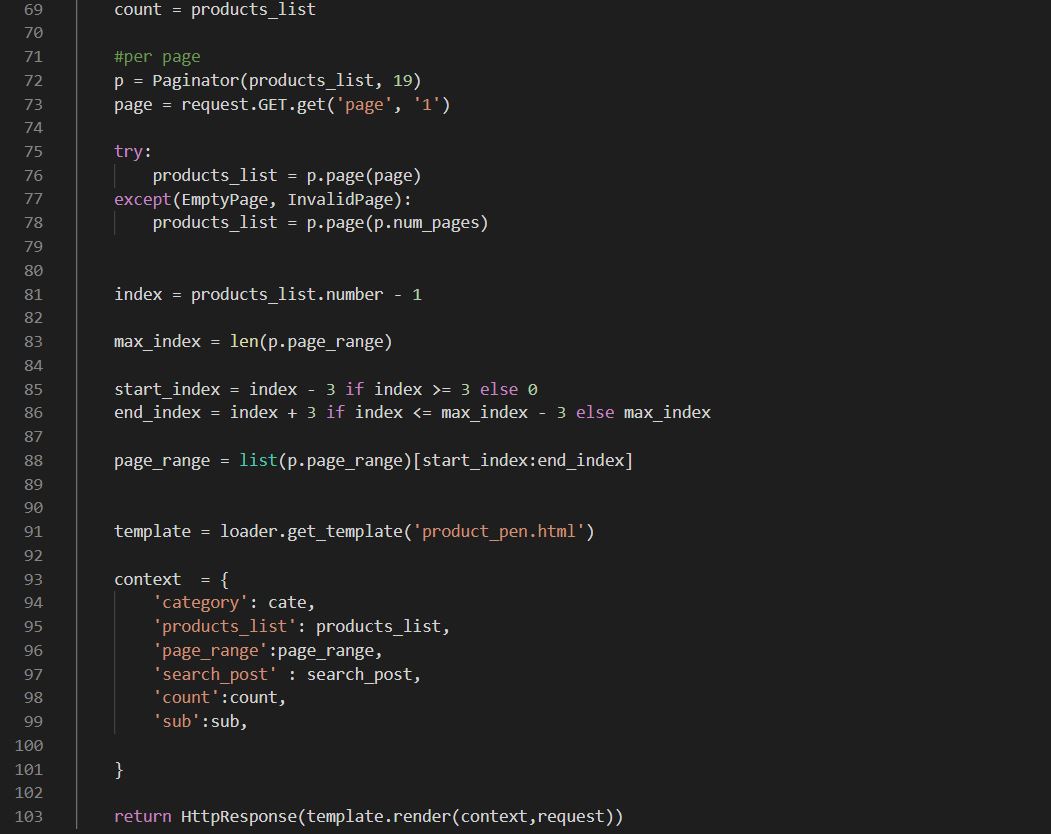 69 count = products_list
70
71 #per page
72 p = Paginator(products_list, 19)
73 page = request.GET.get('page', '1')
74
75 try:
76 products_list = p.page(page)
77 except(EmptyPage, InvalidPage):
78 products_list = p.page(p.num_pages)
79
80
81 index = products_list.number - 1
82
83 max_index = len(p.page_range)
84
85 start_index = index - 3 if index >= 3 else 0
86 end_index = index + 3 if index <= max_index - 3 else max_index
87
88 page_range = list(p.page_range)[start_index:end_index]
89
90
91 template = loader.get_template('product_pen.html')
92
93 context  = {
94 'category': cate,
95 'products_list': products_list,
96 'page_range':page_range,
97 'search_post' : search_post,
98 'count':count,
99 'sub':sub,
100
101 }
102
103 return HttpResponse(template.render(context,request))